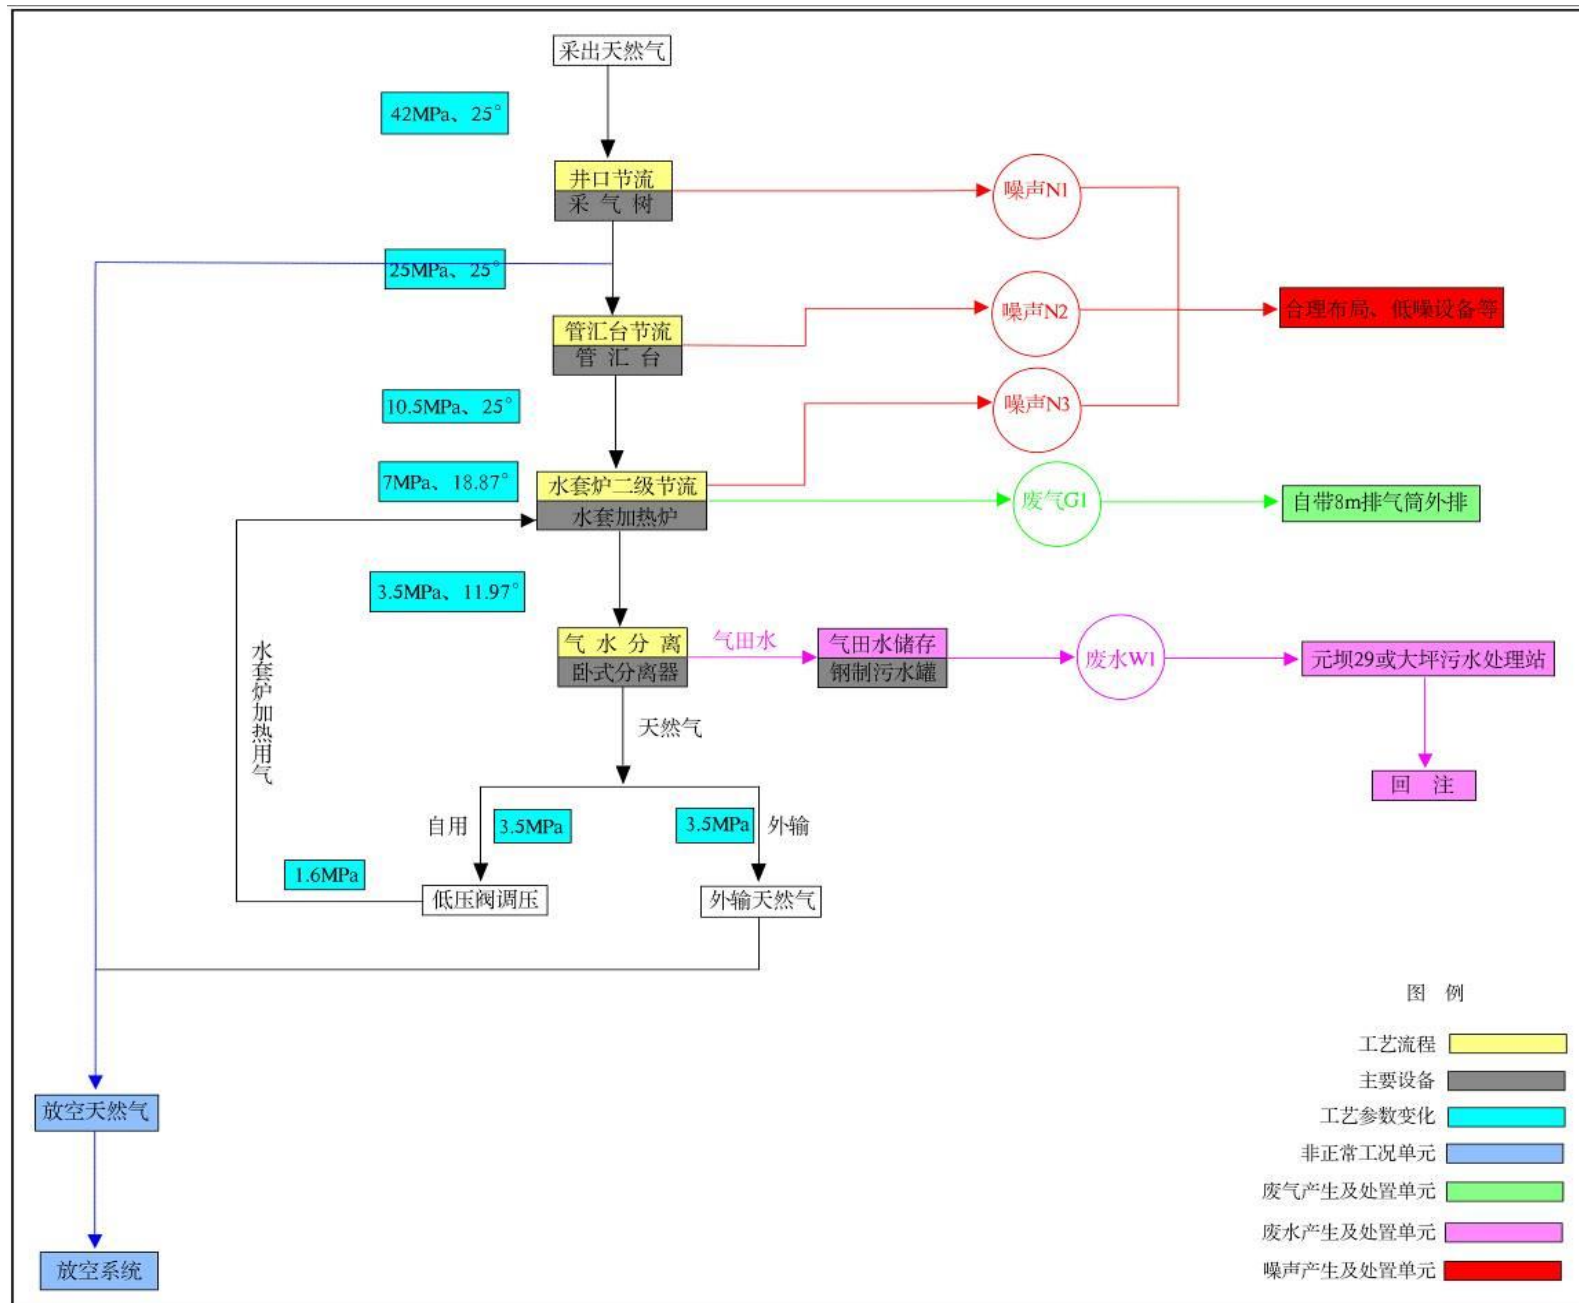 采出天然气
42MPa、25°
井口节流
采 气 树
噪声N1
25MPa、25°
管汇台节流
管 汇 台
噪声N2
合理布局、低噪设备等
10.5MPa、25°
噪声N3
7MPa、18.87°
水套炉二级节流
水套加热炉
废气G1
自带8m排气筒外排
3.5MPa、11.97°
气 水 分 离
卧式分离器
气田水
气田水储存
钢制污水罐
废水W1
元坝29或大坪污水处理站
水套炉加热用气
天然气
回 注
自用
3.5MPa
3.5MPa
外输
1.6MPa
低压阀调压
外输天然气
放空天然气
放空系统
图 例
工艺流程
主要设备
工艺参数变化
非正常工况单元
废气产生及处置单元
废水产生及处置单元
噪声产生及处置单元